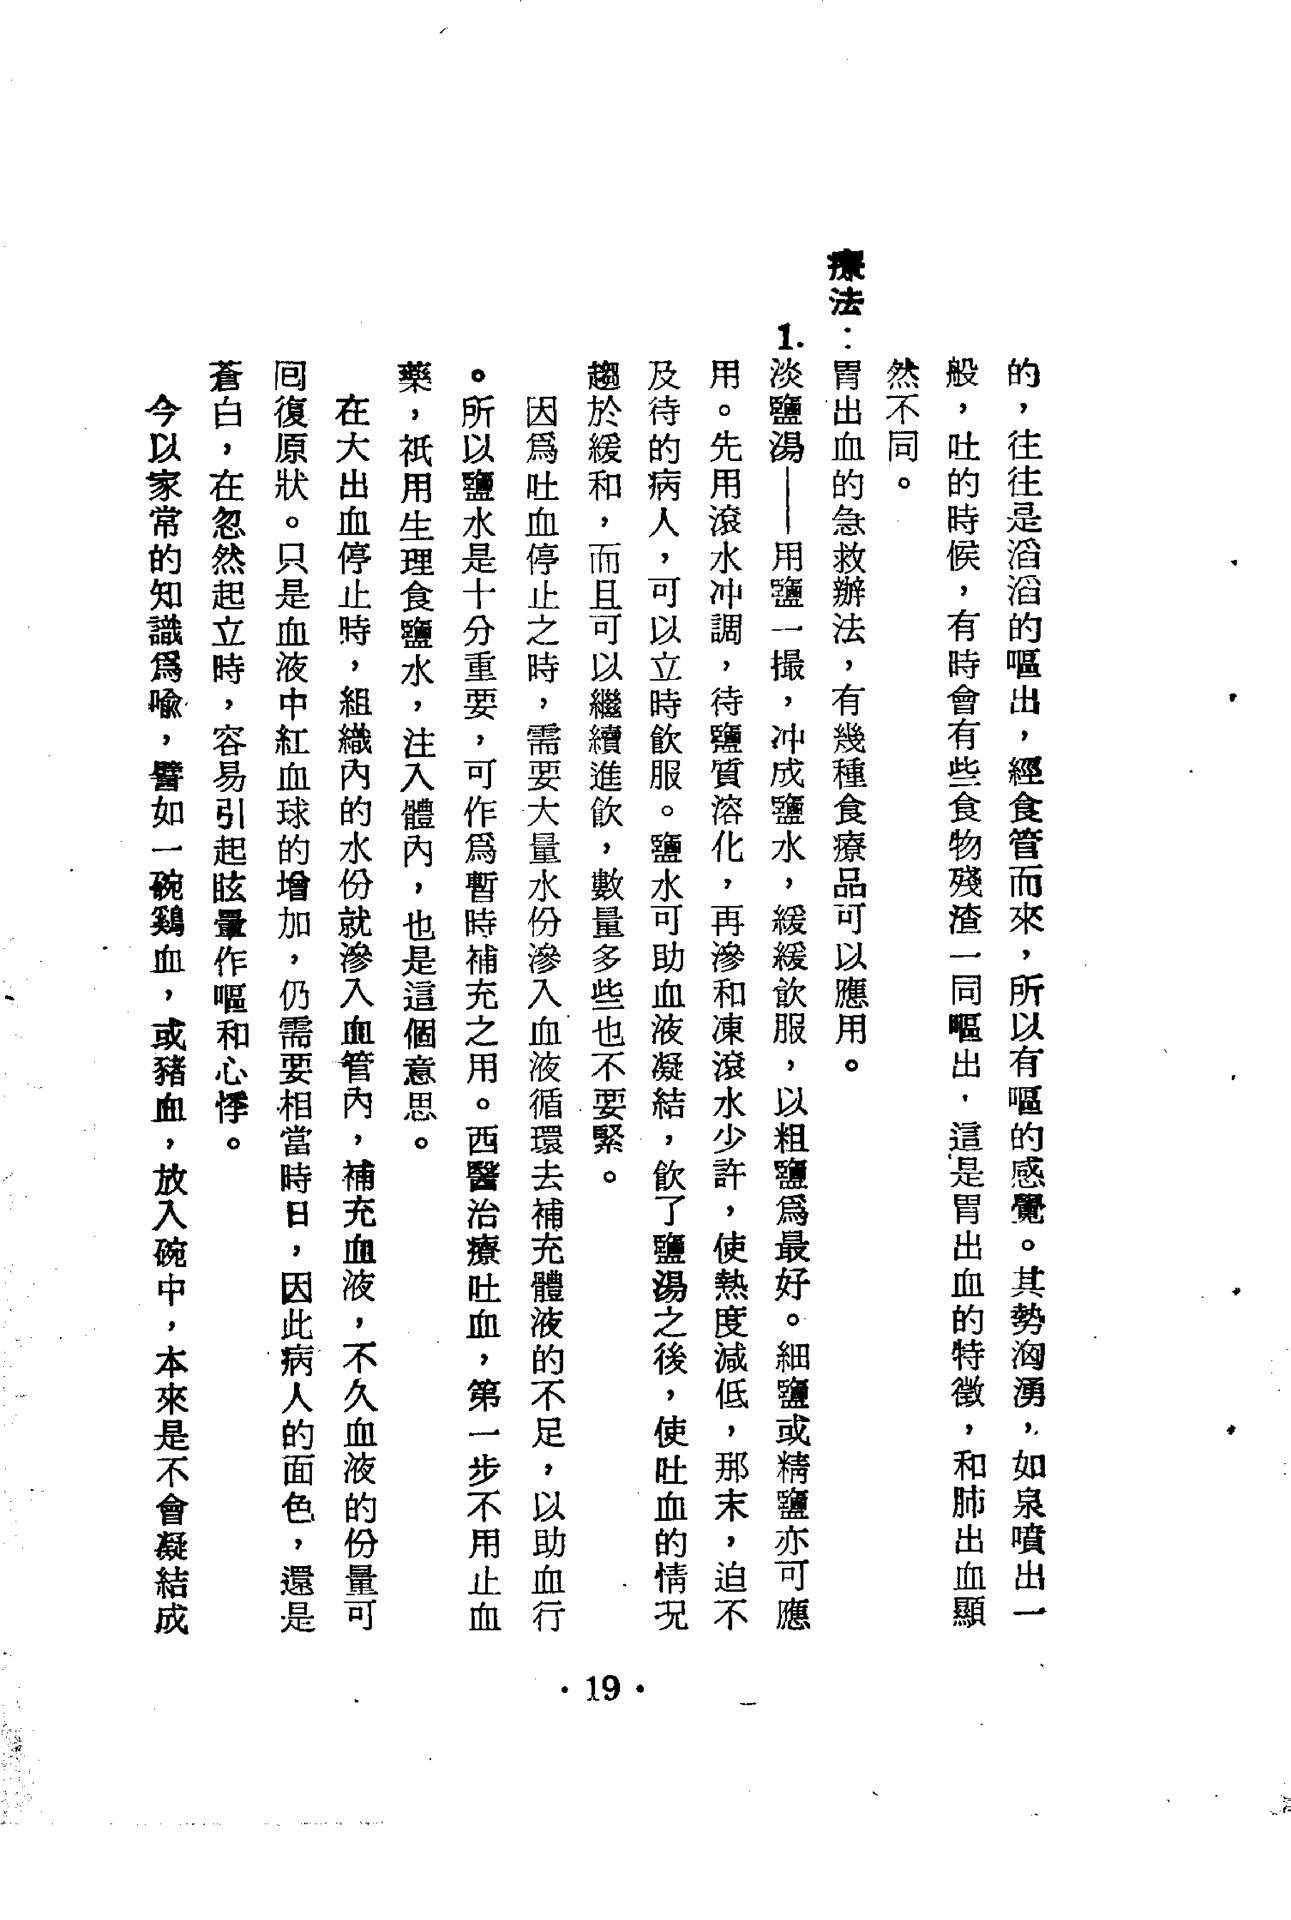 的，往往是滔滔的嘔出，經食管而來，所以有嘔的感覺。其勢洶湧，如泉噴出一
般，吐的時候，有時會有些食物殘渣一同嘔出，這是胃出血的特徵，和肺出血顯
然不同。
療法：胃出血的急救辦法，有幾種食療品可以應用。
1.淡鹽湯——用鹽一撮，冲成鹽水，緩緩飲服，以粗鹽爲最好。細鹽或精鹽亦可應
用。先用滾水冲調，待鹽質溶化，再滲和凍滾水少許，使熱度減低，那末，迫不
及待的病人，可以立時飲服。鹽水可助血液凝結，飲了鹽湯之後，使吐血的情况
趨於緩和，而且可以繼續進飲，數量多些也不要緊。
因爲吐血停止之時，需要大量水份滲入血液循環去補充體液的不足，以助血行
。所以鹽水是十分重要，可作爲暫時補充之用。西醫治療吐血，第一步不用止血
藥，祇用生理食鹽水，注入體內，也是這個意思。
在大出血停止時，組織內的水份就滲入血管內，補充血液，不久血液的份量可
囘復原狀。只是血液中紅血球的增加，仍需要相當時日，因此病人的面色，還是
蒼白，在忽然起立時，容易引起眩暈作嘔和心悸。
今以家常的知識爲喩，譬如一碗鷄血，或豬血，放入碗中，本來是不會凝結成
·19·